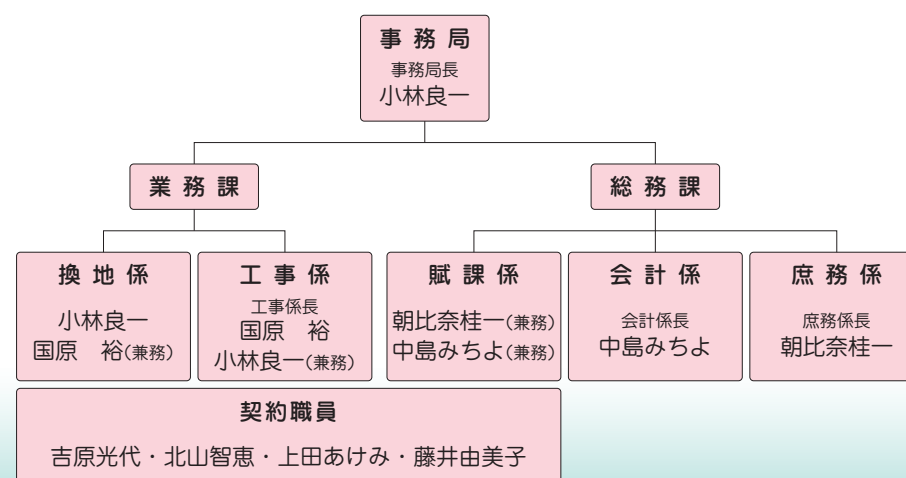 事務局
事務局長
小林良一
業務課
総務課
換地係
小林良一
国原　裕(兼務)
工事係
工事係長
国原　裕
小林良一(兼務)
賦課係
朝比奈桂一(兼務)
中島みちよ(兼務)
会計係
会計係長
中島みちよ
庶務係
庶務係長
朝比奈桂一
契約職員
吉原光代・北山智恵・上田あけみ・藤井由美子